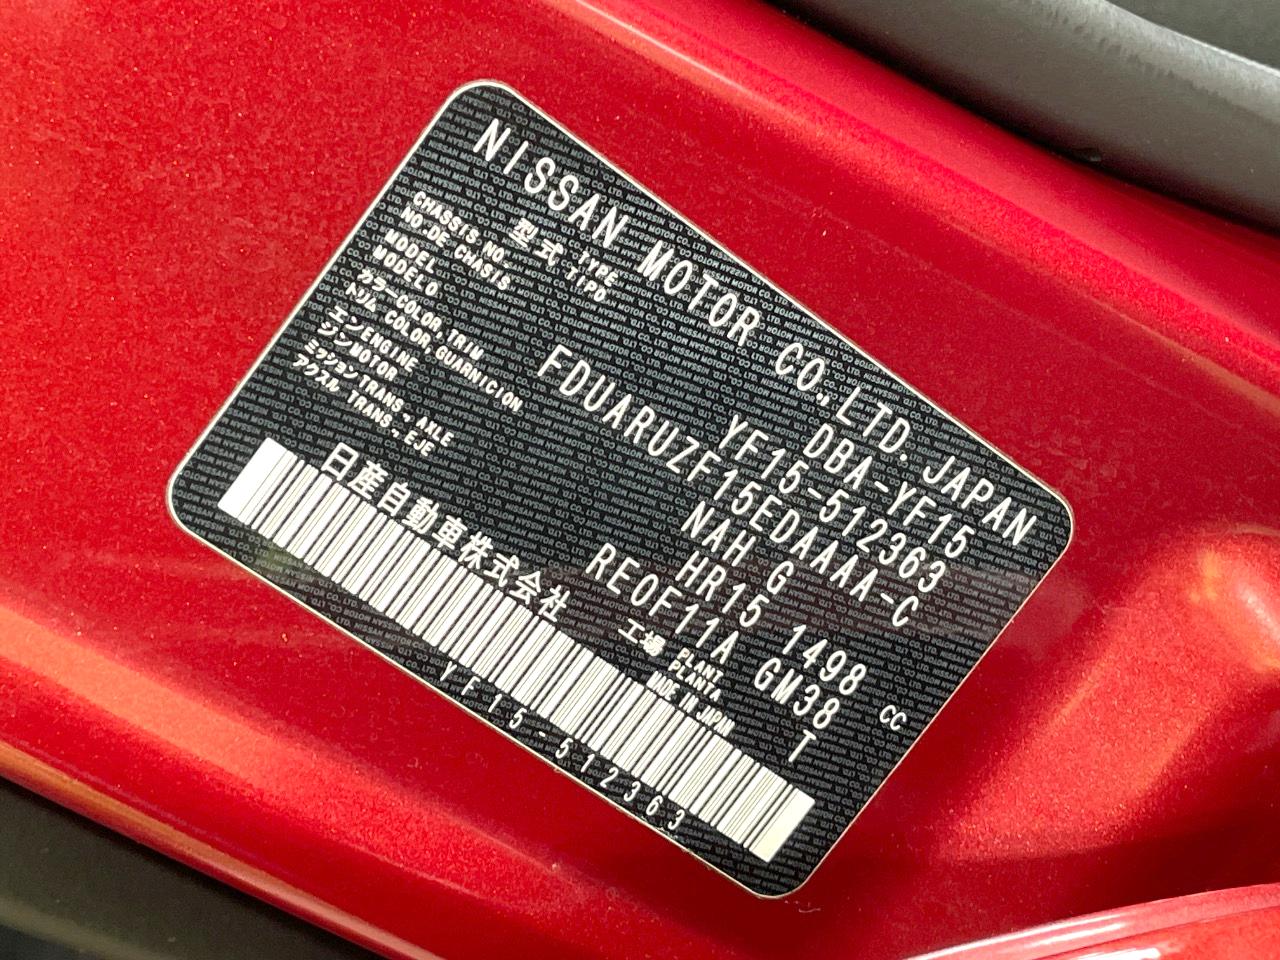 NISSAN MOTOR CO.,LTD. JAPAN
型式 TYPE TIPO DBA-YF15
CHASSIS NO. NO.DE CHASIS YF15-512363
MODEL MODELO FDUARUZF15EDAAAA-C
カラー トリム COLOR,TRIM COLOR,GUARNICION NAH G
エンジン ENGINE MOTOR HR15 1498 cc
ミッション アクスル TRANS., AXLE TRANS., EJE RE0F11A GM38
日産自動車株式会社 工場 PLANT PLANTA T
MADE IN JAPAN
YF15-512363